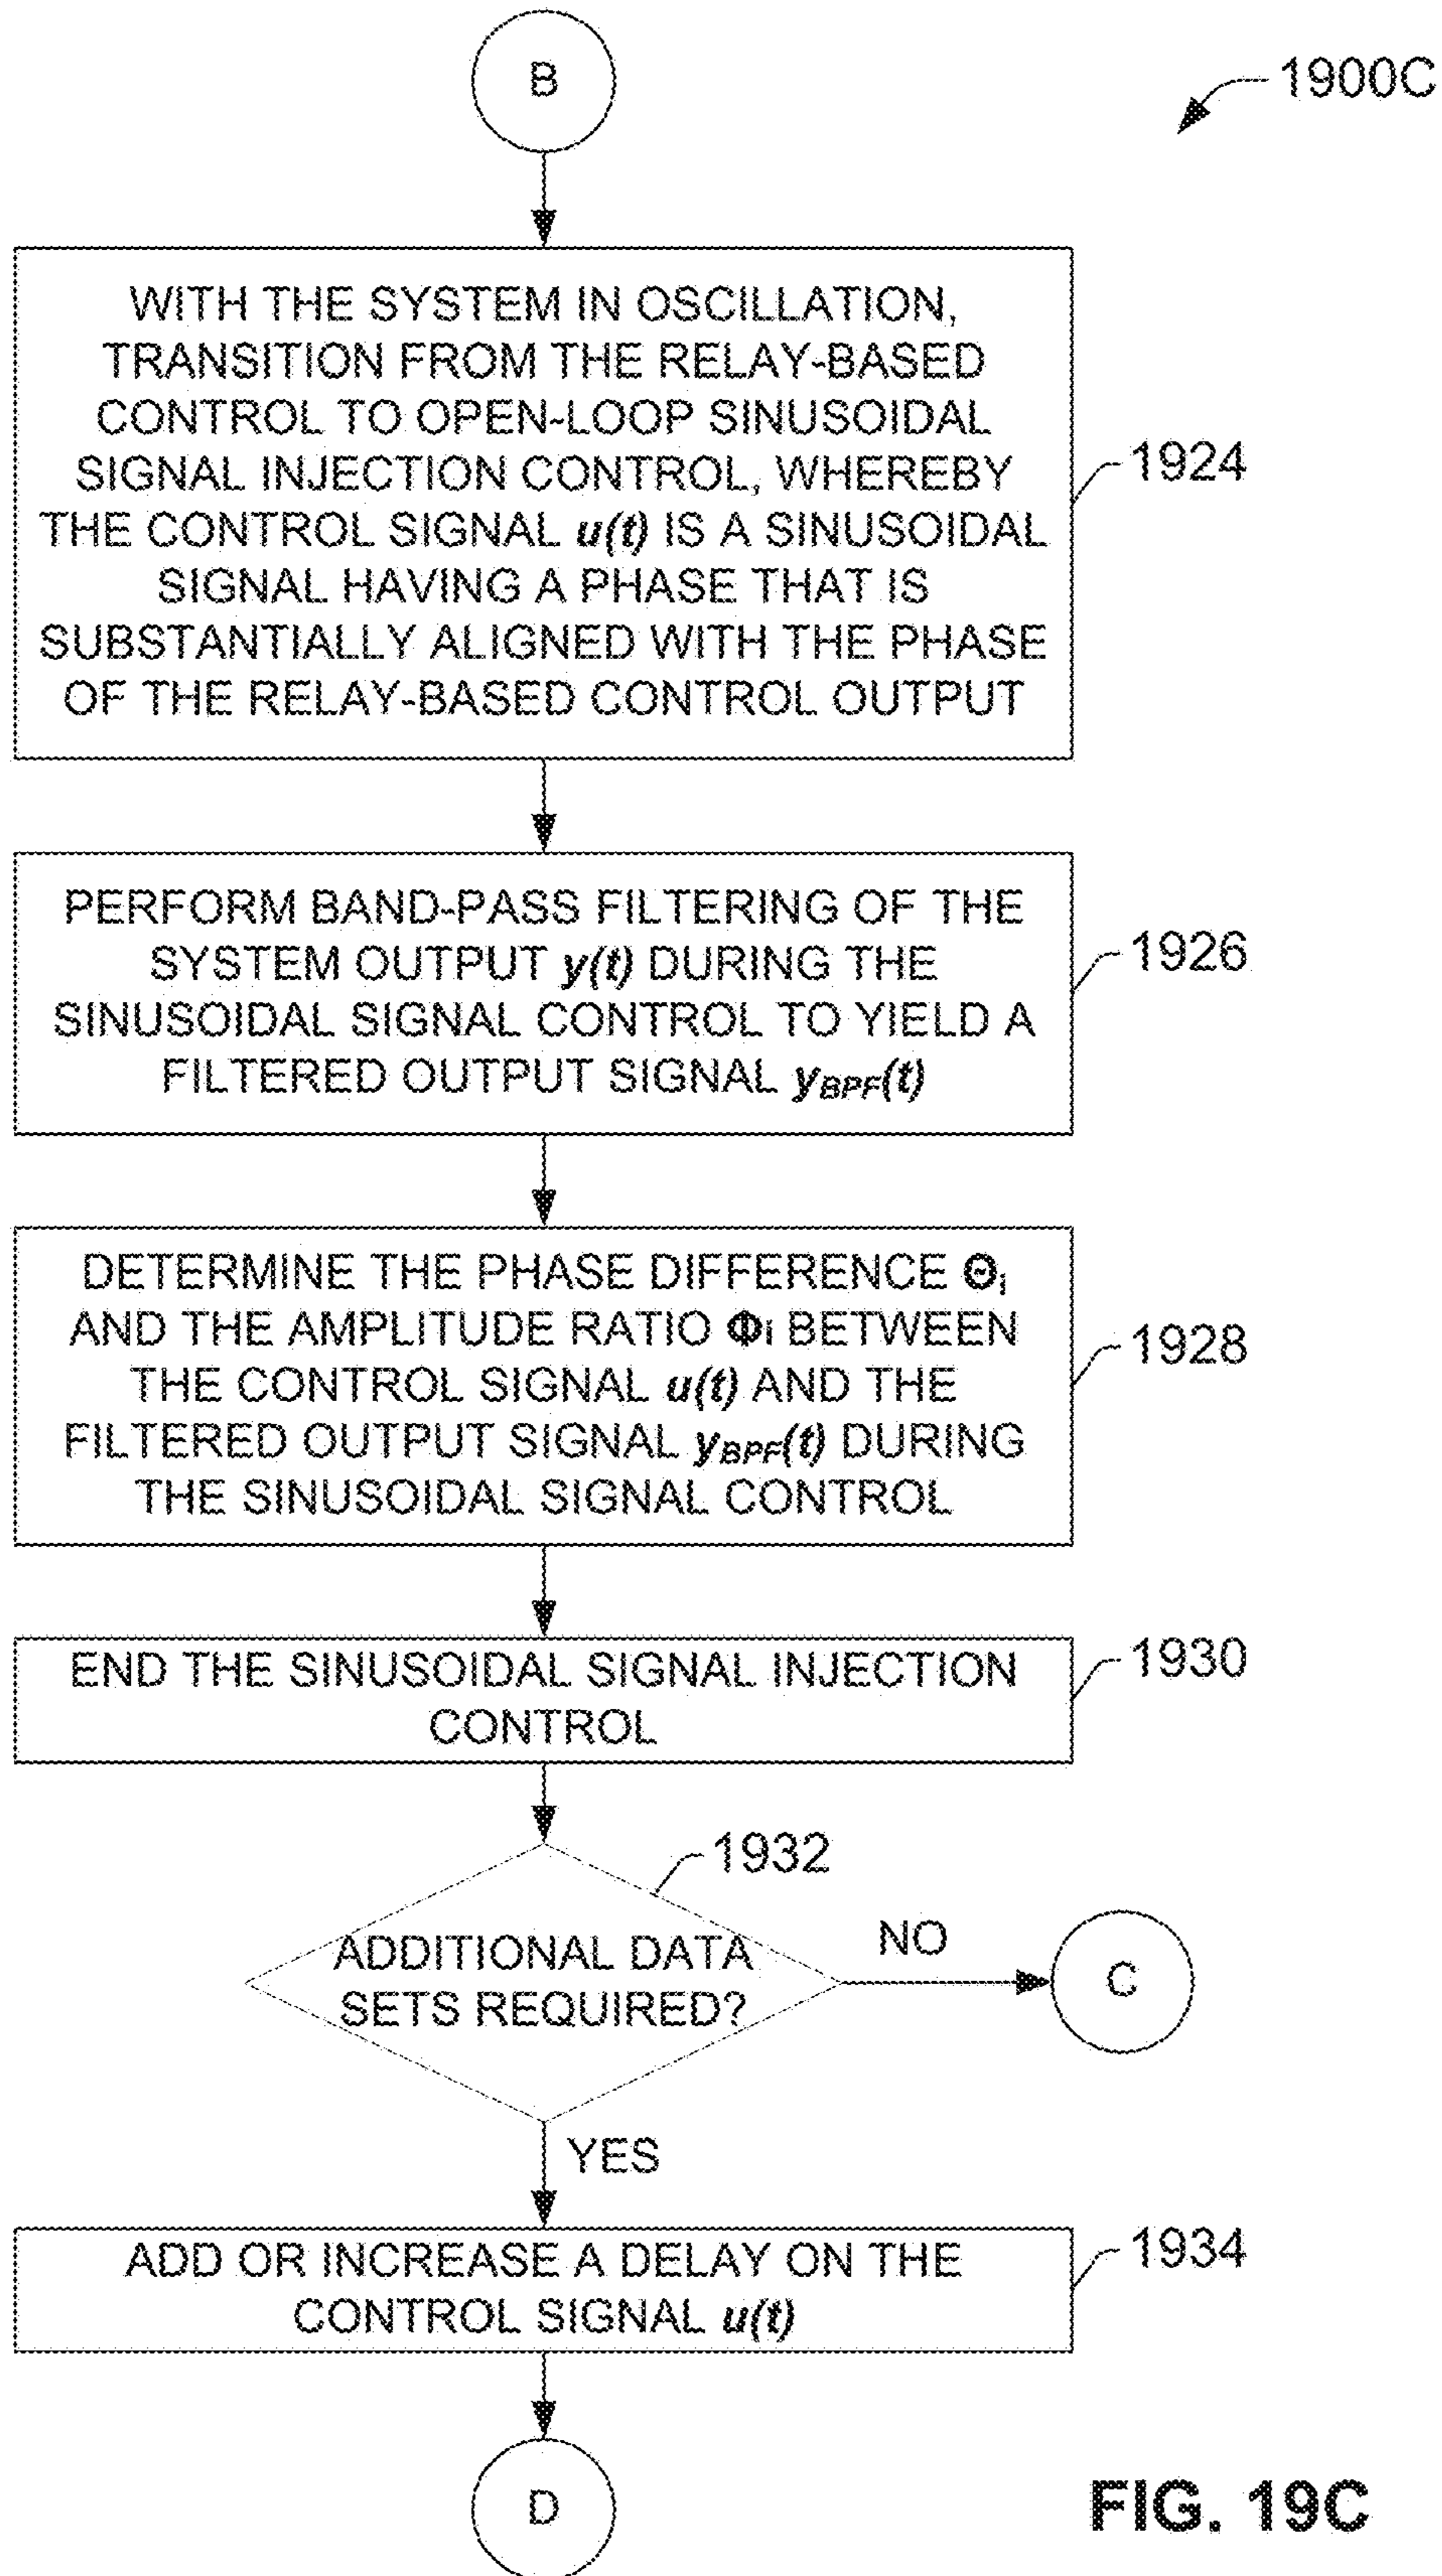 B
1900C
WITH THE SYSTEM IN OSCILLATION,
TRANSITION FROM THE RELAY-BASED
CONTROL TO OPEN-LOOP SINUSOIDAL
SIGNAL INJECTION CONTROL, WHEREBY
THE CONTROL SIGNAL u(t) IS A SINUSOIDAL
SIGNAL HAVING A PHASE THAT IS
SUBSTANTIALLY ALIGNED WITH THE PHASE
OF THE RELAY-BASED CONTROL OUTPUT
1924
PERFORM BAND-PASS FILTERING OF THE
SYSTEM OUTPUT y(t) DURING THE
SINUSOIDAL SIGNAL CONTROL TO YIELD A
FILTERED OUTPUT SIGNAL yBPF(t)
1926
DETERMINE THE PHASE DIFFERENCE Θi
AND THE AMPLITUDE RATIO Φi BETWEEN
THE CONTROL SIGNAL u(t) AND THE
FILTERED OUTPUT SIGNAL yBPF(t) DURING
THE SINUSOIDAL SIGNAL CONTROL
1928
END THE SINUSOIDAL SIGNAL INJECTION
CONTROL
1930
1932
ADDITIONAL DATA
SETS REQUIRED?
NO
C
YES
ADD OR INCREASE A DELAY ON THE
CONTROL SIGNAL u(t)
1934
D
FIG. 19C